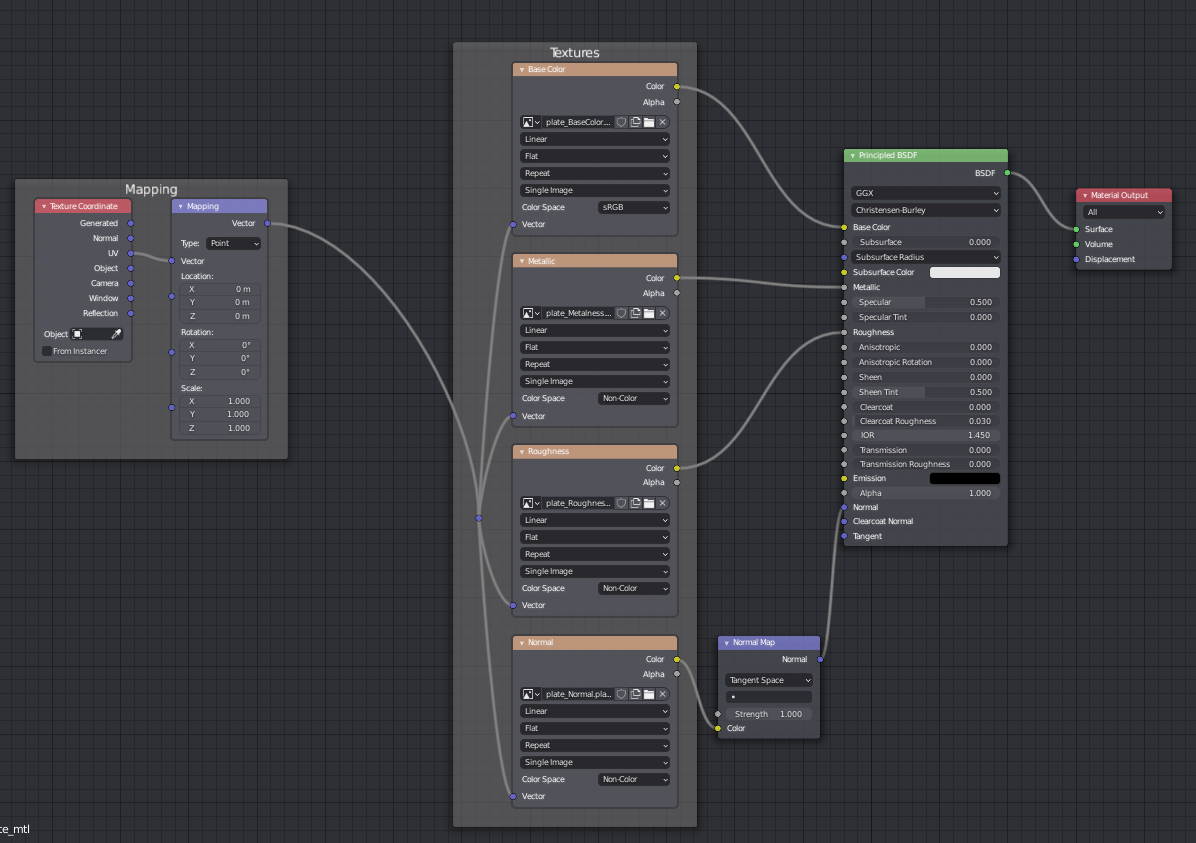 Mapping
Texture Coordinate
Generated
Normal
UV
Object
Camera
Window
Reflection
Object
From Instancer
Mapping
Vector
Type: Point
Vector
Location:
X 0 m
Y 0 m
Z 0 m
Rotation:
X 0°
Y 0°
Z 0°
Scale:
X 1.000
Y 1.000
Z 1.000
Textures
Base Color
Color
Alpha
plate_BaseColor...
Linear
Flat
Repeat
Single Image
Color Space sRGB
Vector
Metallic
Color
Alpha
plate_Metalness...
Linear
Flat
Repeat
Single Image
Color Space Non-Color
Vector
Roughness
Color
Alpha
plate_Roughnes...
Linear
Flat
Repeat
Single Image
Color Space Non-Color
Vector
Normal
Color
Alpha
plate_Normal.pla...
Linear
Flat
Repeat
Single Image
Color Space Non-Color
Vector
Normal Map
Normal
Tangent Space
Strength 1.000
Color
Principled BSDF
BSDF
GGX
Christensen-Burley
Base Color
Subsurface 0.000
Subsurface Radius
Subsurface Color
Metallic
Specular 0.500
Specular Tint 0.000
Roughness
Anisotropic 0.000
Anisotropic Rotation 0.000
Sheen 0.000
Sheen Tint 0.500
Clearcoat 0.000
Clearcoat Roughness 0.030
IOR 1.450
Transmission 0.000
Transmission Roughness 0.000
Emission
Alpha 1.000
Normal
Clearcoat Normal
Tangent
Material Output
All
Surface
Volume
Displacement
te_mtl